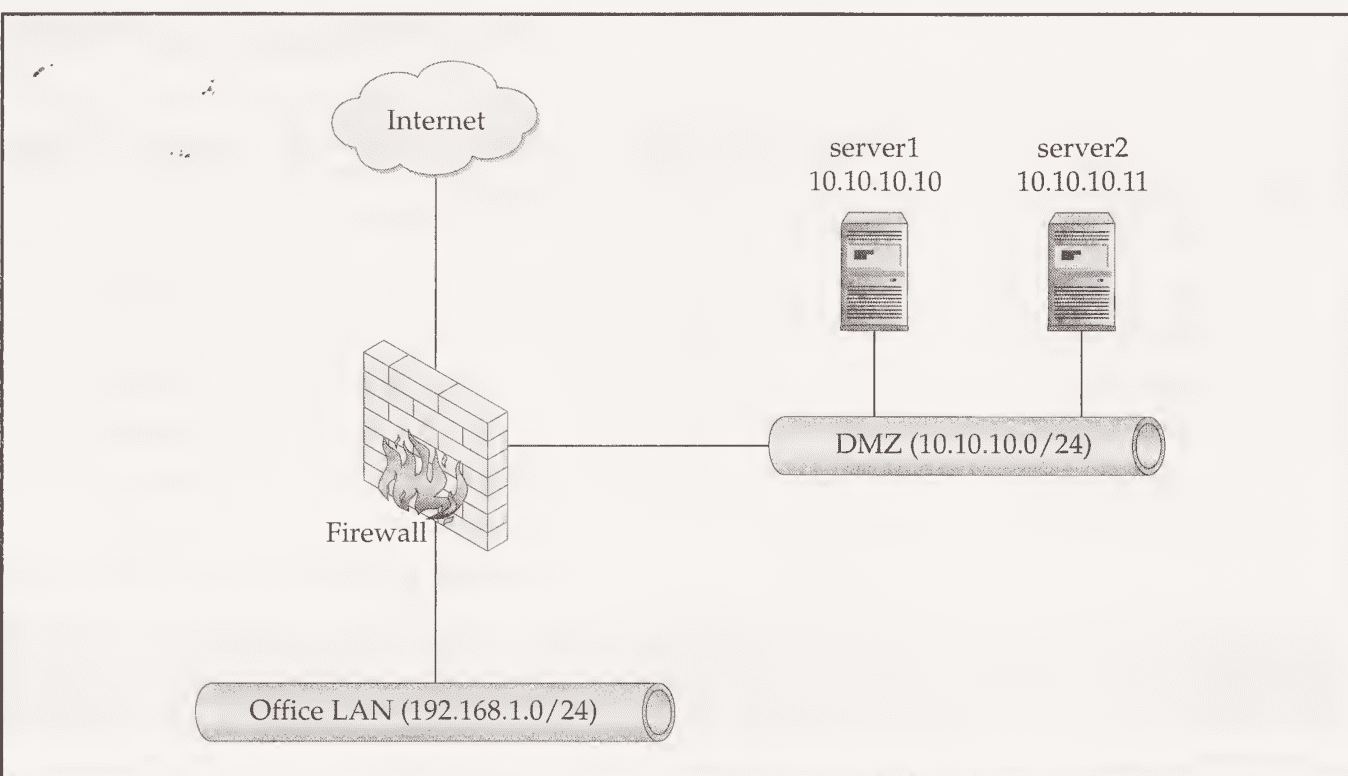 Internet
server1
10.10.10.10
server2
10.10.10.11
DMZ (10.10.10.0/24)
Firewall
Office LAN (192.168.1.0/24)